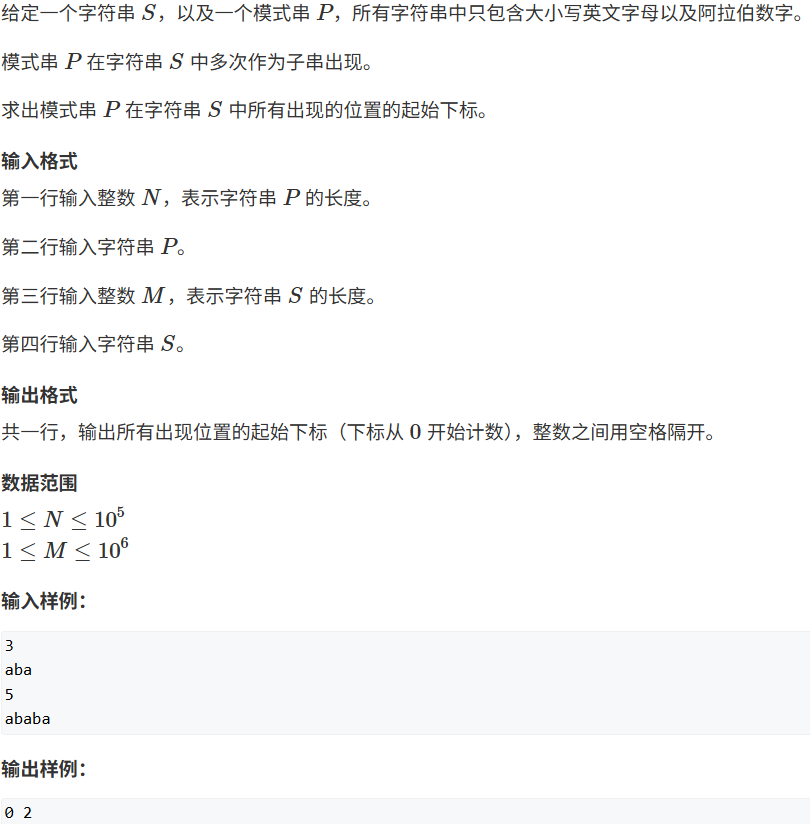 给定一个字符串 S，以及一个模式串 P，所有字符串中只包含大小写英文字母以及阿拉伯数字。
模式串 P 在字符串 S 中多次作为子串出现。
求出模式串 P 在字符串 S 中所有出现的位置的起始下标。
输入格式
第一行输入整数 N，表示字符串 P 的长度。
第二行输入字符串 P。
第三行输入整数 M，表示字符串 S 的长度。
第四行输入字符串 S。
输出格式
共一行，输出所有出现位置的起始下标（下标从 0 开始计数），整数之间用空格隔开。
数据范围
1 ≤ N ≤ 10⁵
1 ≤ M ≤ 10⁶
输入样例：
3
aba
5
ababa
输出样例：
0 2